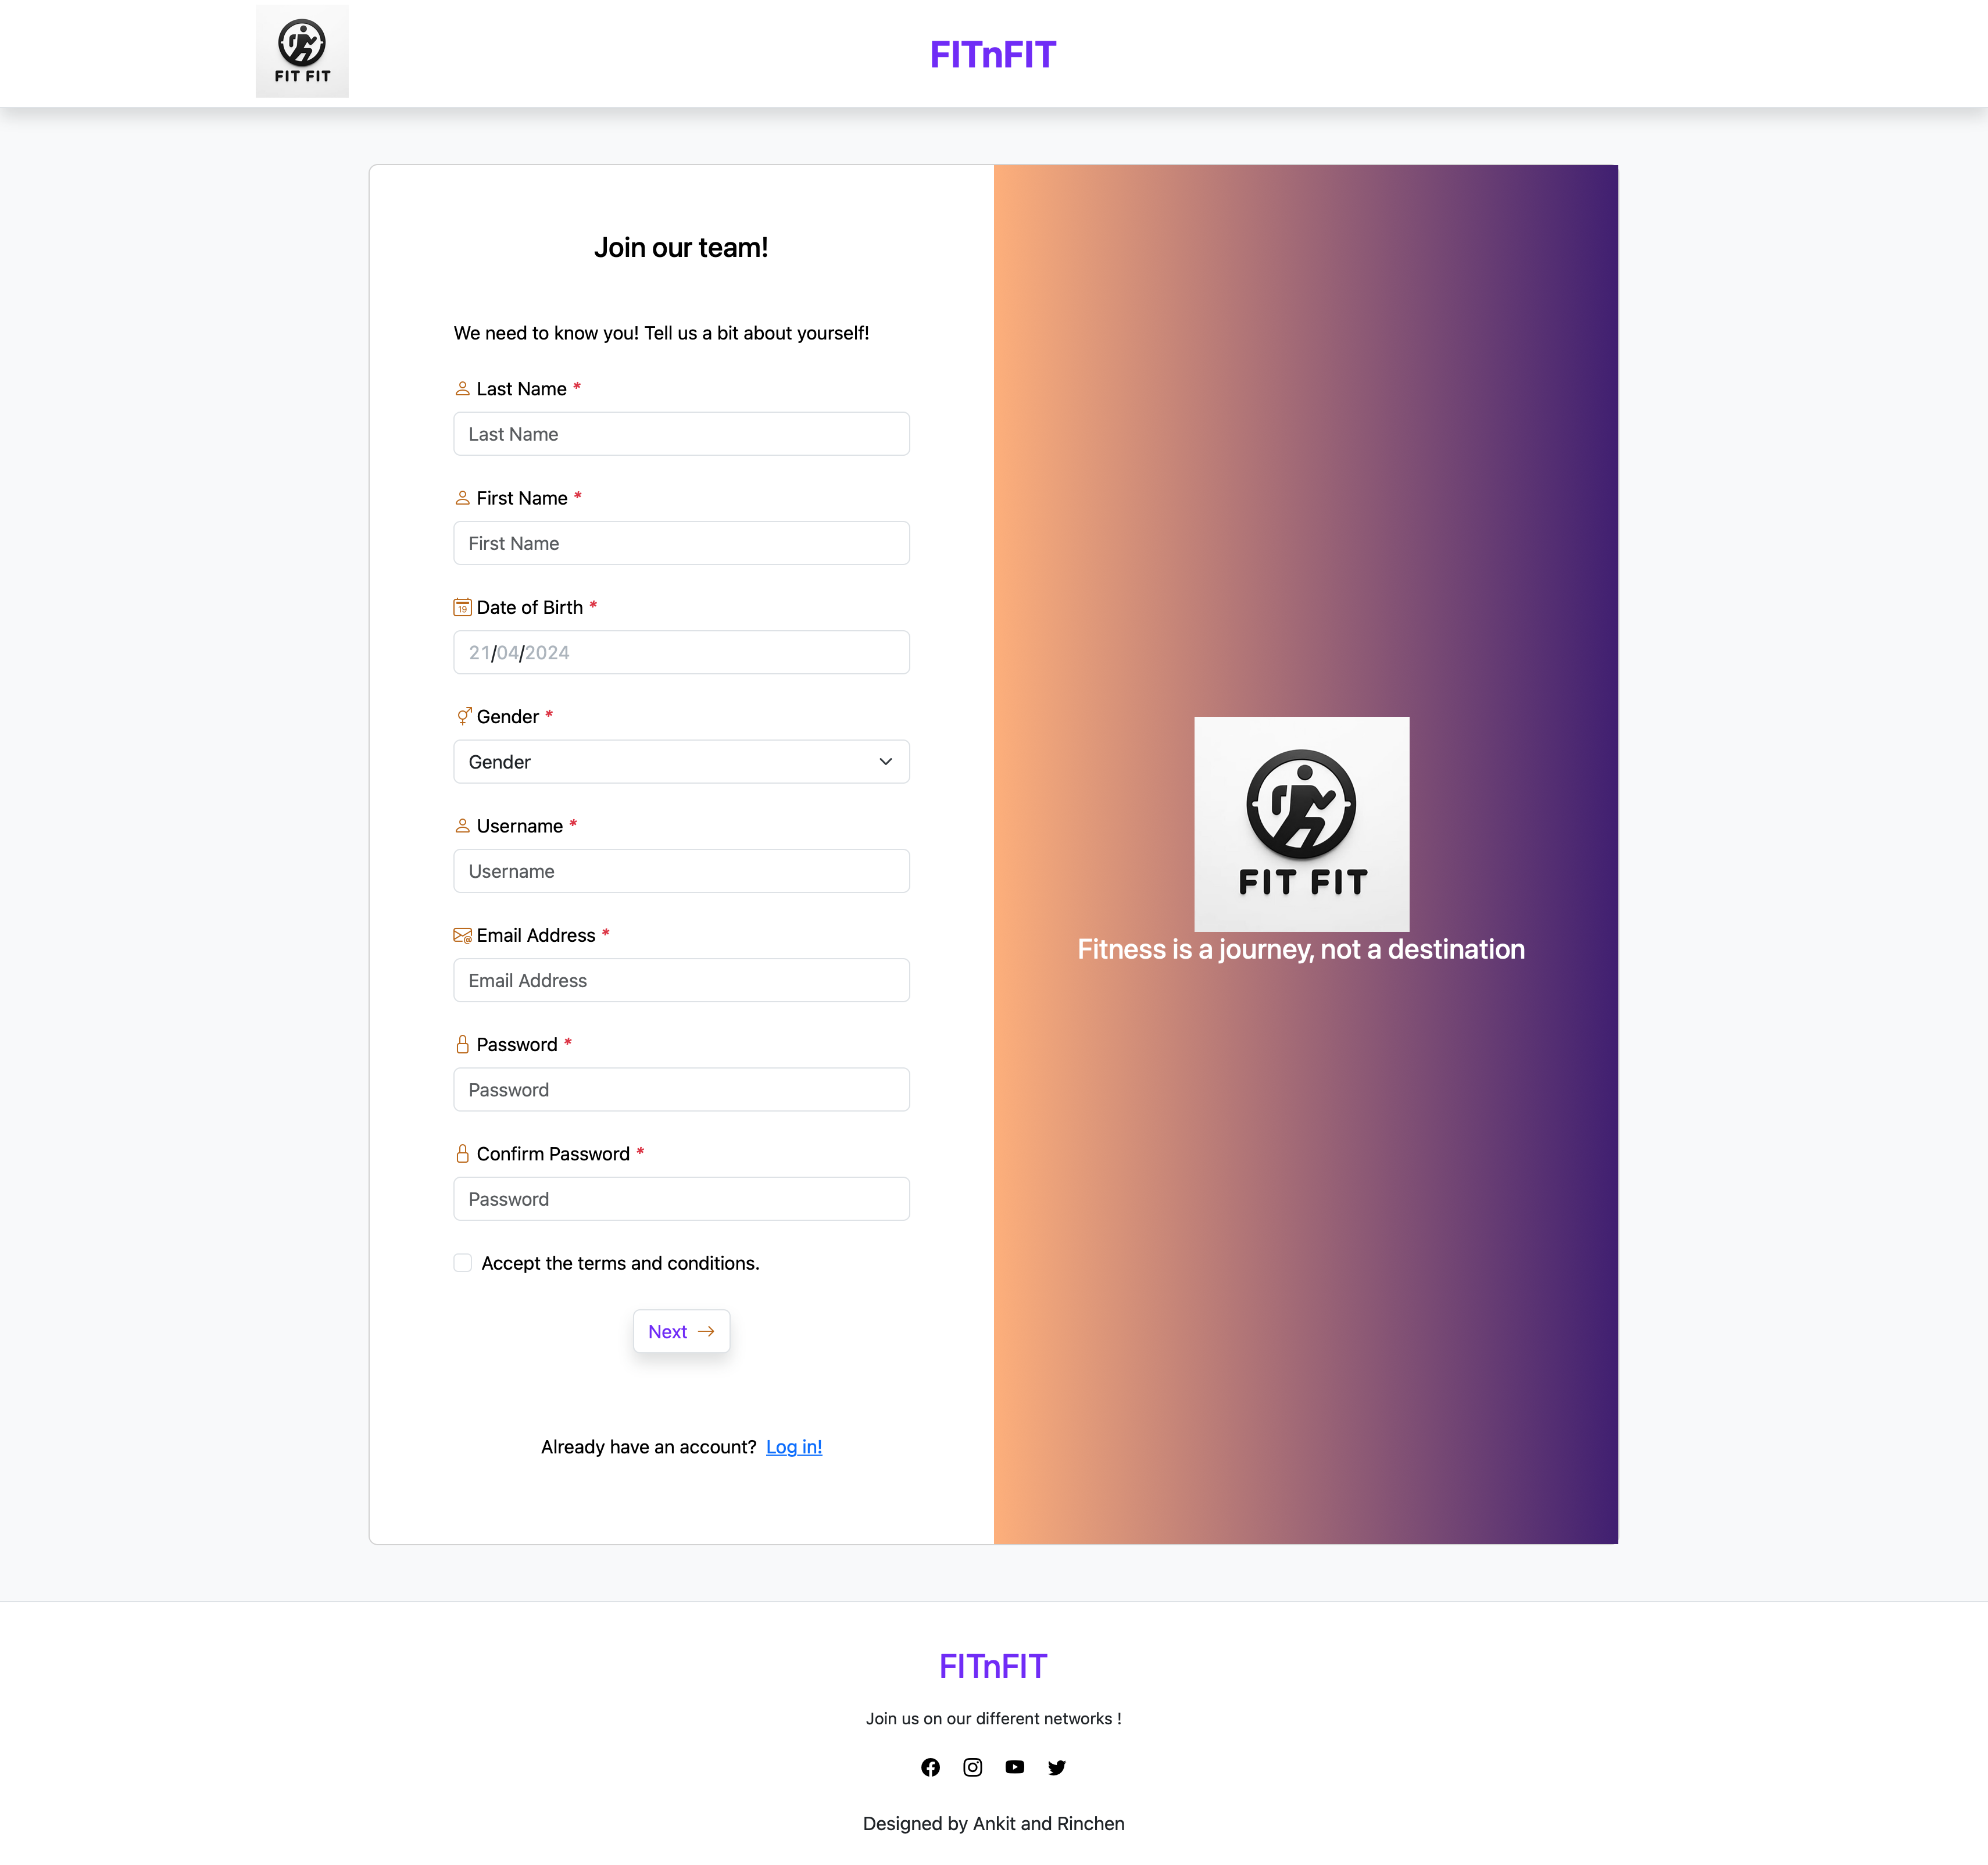 FIT FIT
FITnFIT
Join our team!
We need to know you! Tell us a bit about yourself!
Last Name *
Last Name
First Name *
First Name
19 Date of Birth *
21/04/2024
Gender *
Gender
Username *
Username
Email Address *
Email Address
Password *
Password
Confirm Password *
Password
Accept the terms and conditions.
Next →
Already have an account? Log in!
FIT FIT
Fitness is a journey, not a destination
FITnFIT
Join us on our different networks !
Designed by Ankit and Rinchen